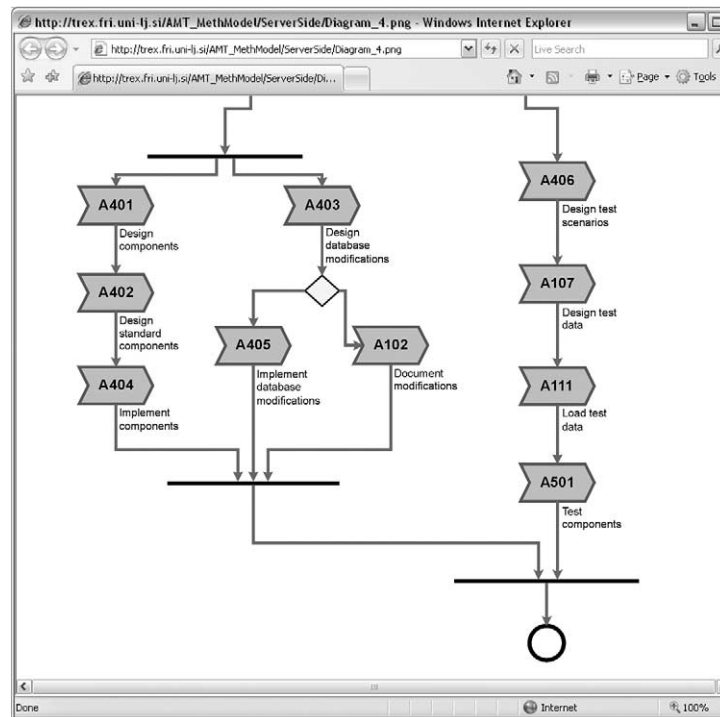 http://trex.fri.uni-lj.si/AMT_MethModel/ServerSide/Diagram_4.png - Windows Internet Explorer
http://trex.fri.uni-lj.si/AMT_MethModel/ServerSide/Diagram_4.png
Live Search
http://trex.fri.uni-lj.si/AMT_MethModel/ServerSide/Di...
Page
Tools
A401
Design
components
A403
Design
database
modifications
A406
Design test
scenarios
A402
Design
standard
components
A107
Design test
data
A405
Implement
database
modifications
A102
Document
modifications
A404
Implement
components
A111
Load test
data
A501
Test
components
Done
Internet
100%